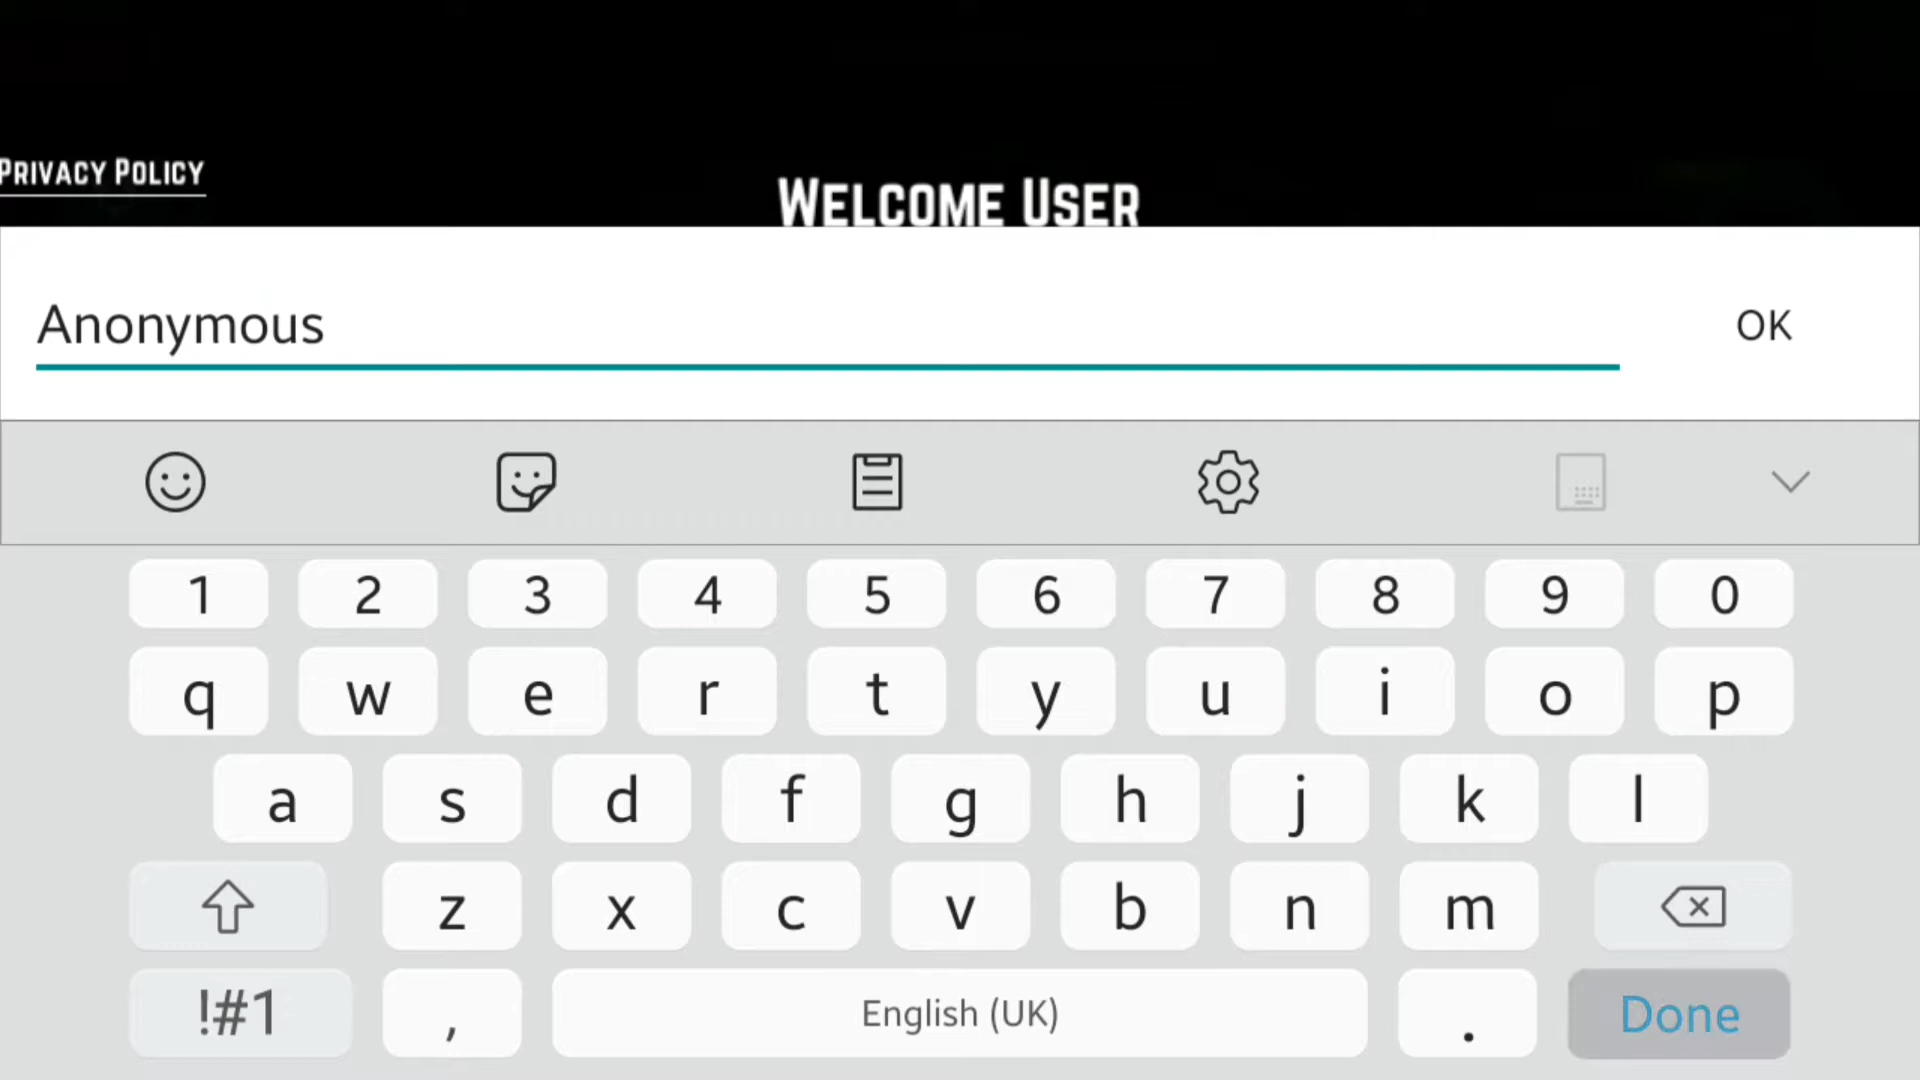 Privacy Policy
Welcome User
Anonymous
OK
1 2 3 4 5 6 7 8 9 0
q w e r t y u i o p
a s d f g h j k l
z x c v b n m
!#1 , English (UK) . Done